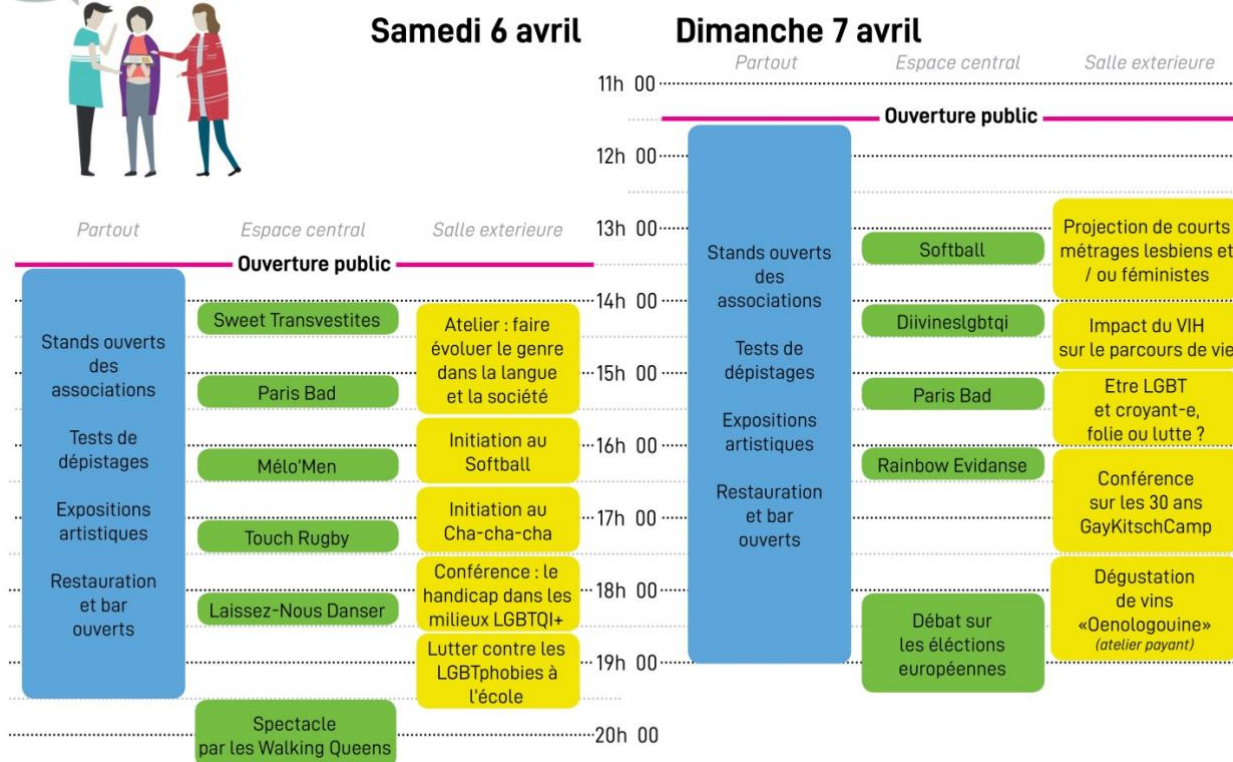 Samedi 6 avril
Partout
Espace central
Salle exterieure
Ouverture public
Stands ouverts
des
associations
Tests de
dépistages
Expositions
artistiques
Restauration
et bar
ouverts
Sweet Transvestites
Paris Bad
Mélo'Men
Touch Rugby
Laissez-Nous Danser
Spectacle
par les Walking Queens
Atelier : faire
évoluer le genre
dans la langue
et la société
Initiation au
Softball
Initiation au
Cha-cha-cha
Conférence : le
handicap dans les
milieux LGBTQI+
Lutter contre les
LGBTphobies à
l'école
11h 00
12h 00
13h 00
14h 00
15h 00
16h 00
17h 00
18h 00
19h 00
20h 00
Dimanche 7 avril
Partout
Espace central
Salle exterieure
Ouverture public
Stands ouverts
des
associations
Tests de
dépistages
Expositions
artistiques
Restauration
et bar
ouverts
Softball
Diivineslgbtqi
Paris Bad
Rainbow Evidanse
Débat sur
les éléctions
européennes
Projection de courts
métrages lesbiens et
/ ou féministes
Impact du VIH
sur le parcours de vie
Etre LGBT
et croyant-e,
folie ou lutte ?
Conférence
sur les 30 ans
GayKitschCamp
Dégustation
de vins
«Oenologouine»
(atelier payant)